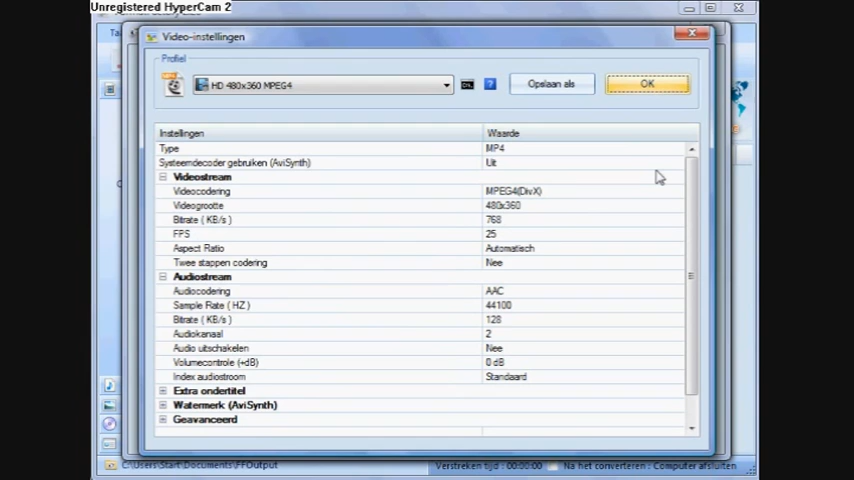 Unregistered HyperCam 2
Video-instellingen
Profiel
HD 480x360 MPEG4
Opslaan als
OK
Instellingen Waarde
Type MP4
Systeemdecoder gebruiken (AviSynth) Uit
Videostream
Videocodering MPEG4(DivX)
Videogrootte 480x360
Bitrate ( KB/s ) 768
FPS 25
Aspect Ratio Automatisch
Twee stappen codering Nee
Audiostream
Audiocodering AAC
Sample Rate ( HZ ) 44100
Bitrate ( KB/s ) 128
Audiokanaal 2
Audio uitschakelen Nee
Volumecontrole (+dB) 0 dB
Index audiostroom Standaard
Extra ondertitel
Watermerk (AviSynth)
Geavanceerd
C:\Users\Start\Documents\FFOutput
Verstreken tijd : 00:00:00
Na het converteren : Computer afsluiten